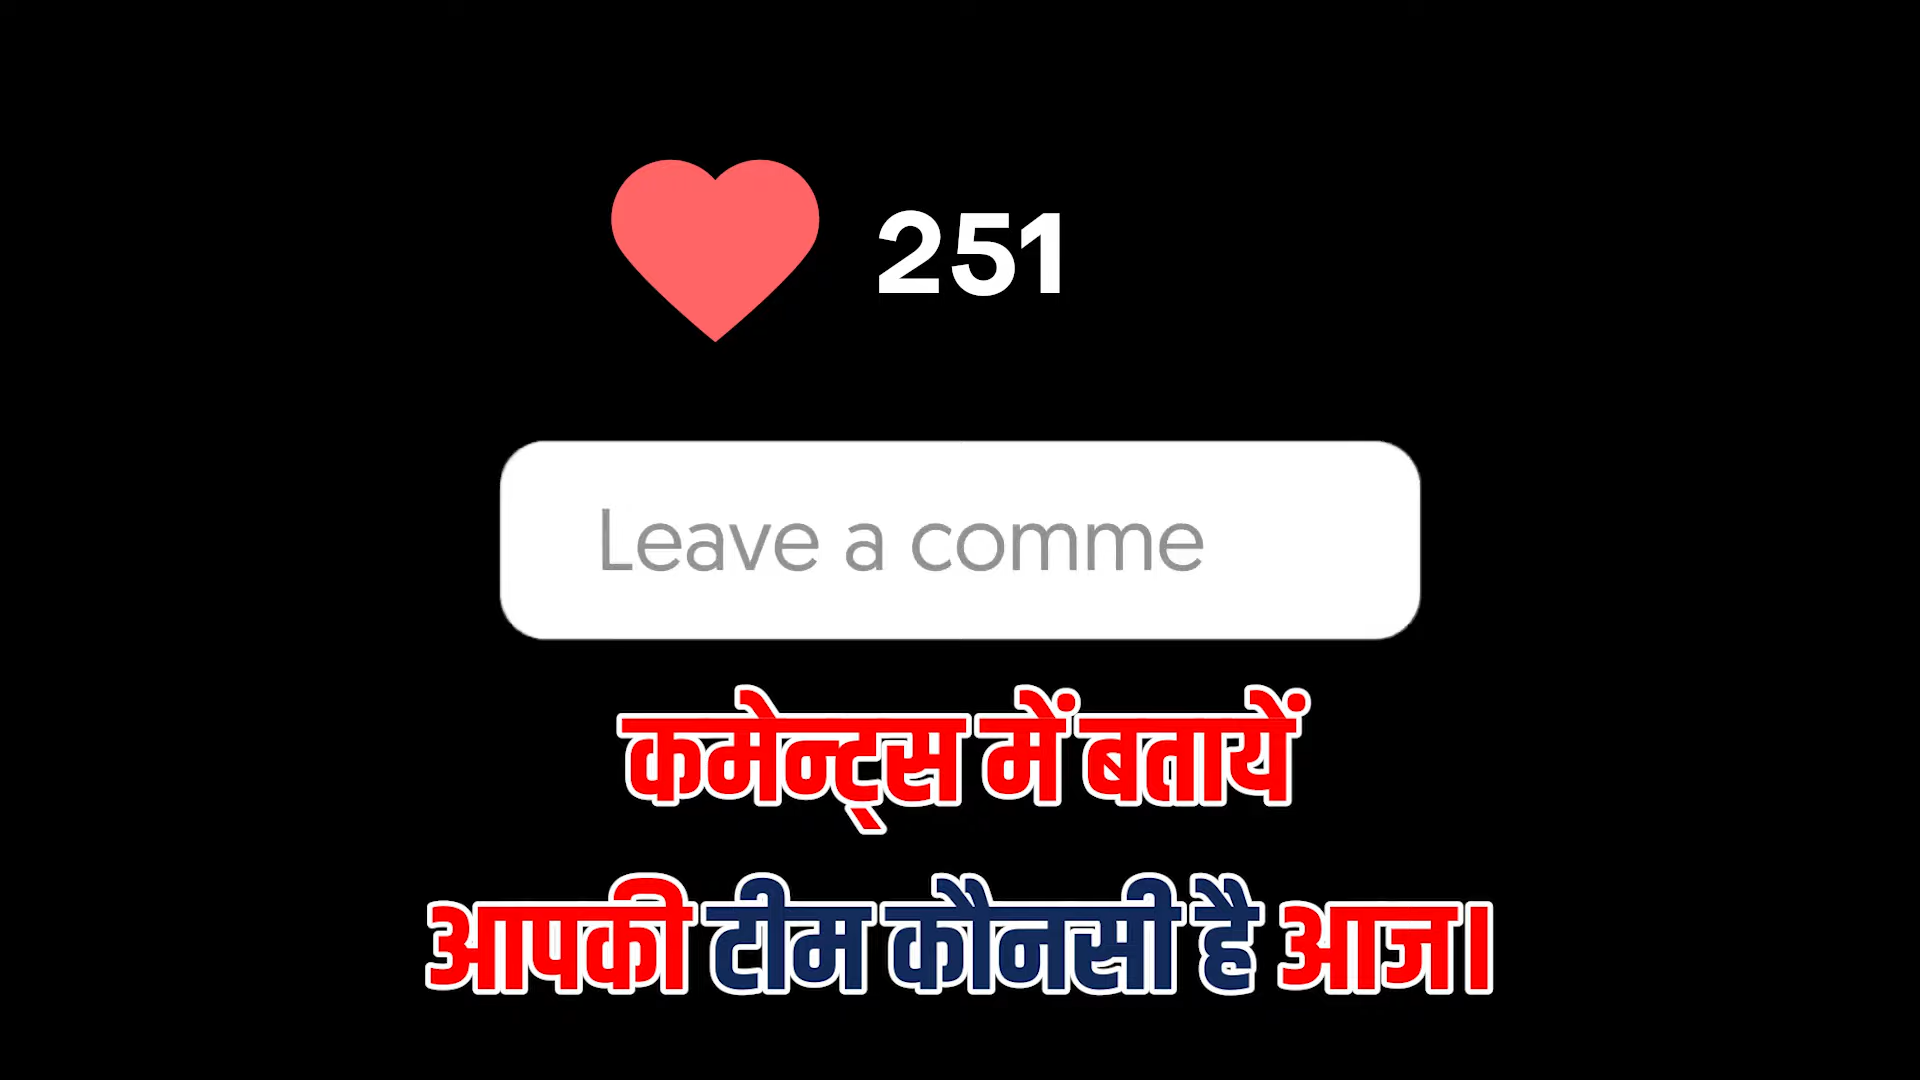 251
Leave a comme
कमेन्ट्स में बतायें
आपकी टीम कौनसी है आज।